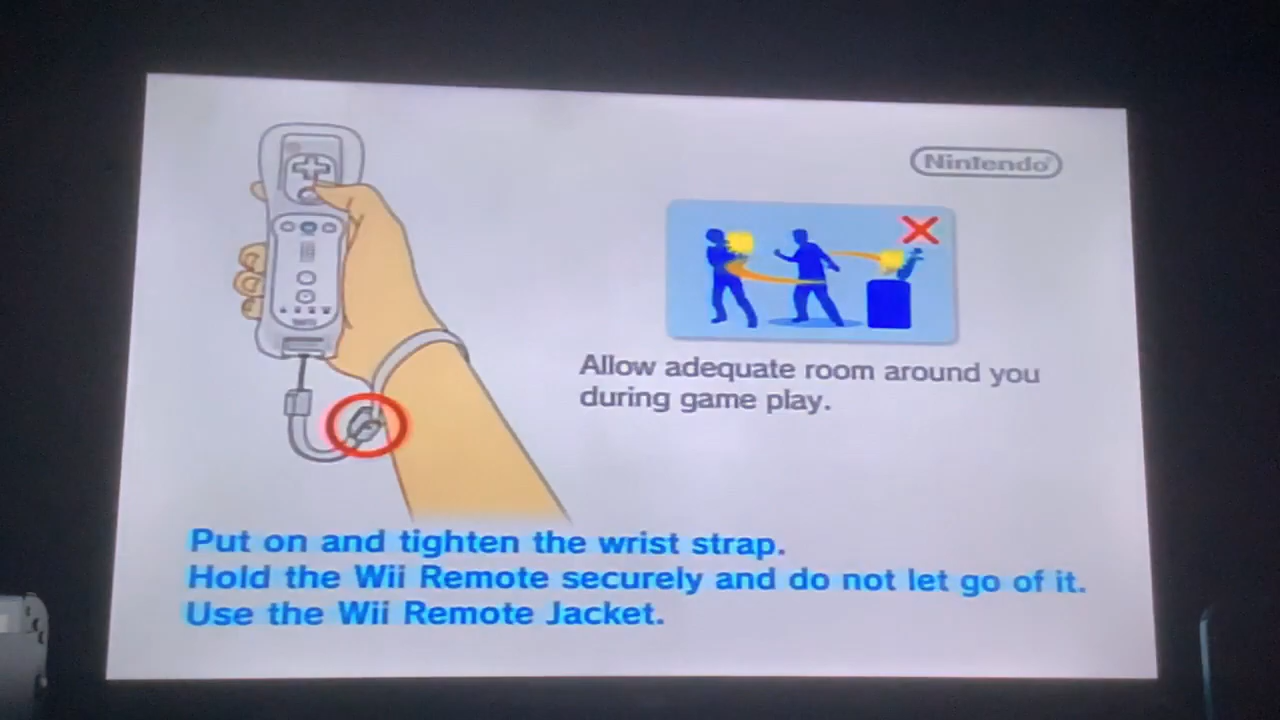 Nintendo
Allow adequate room around you
during game play.
Put on and tighten the wrist strap.
Hold the Wii Remote securely and do not let go of it.
Use the Wii Remote Jacket.